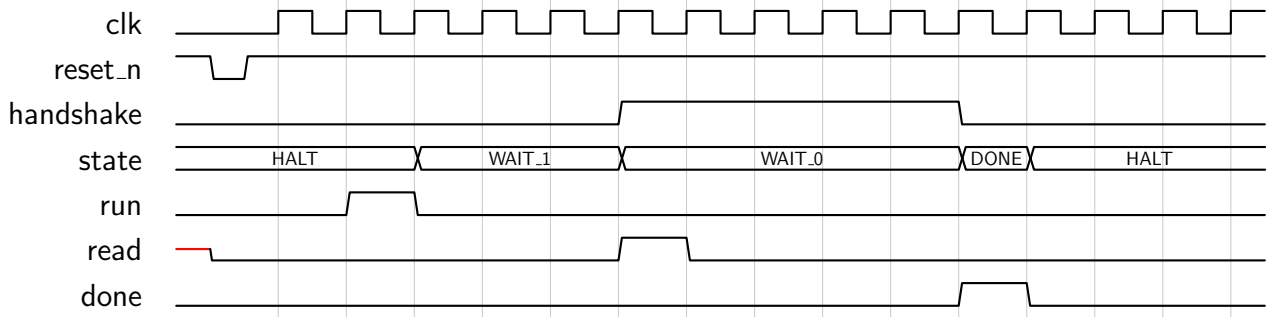 clk
reset_n
handshake
state HALT WAIT_1 WAIT_0 DONE HALT
run
read
done